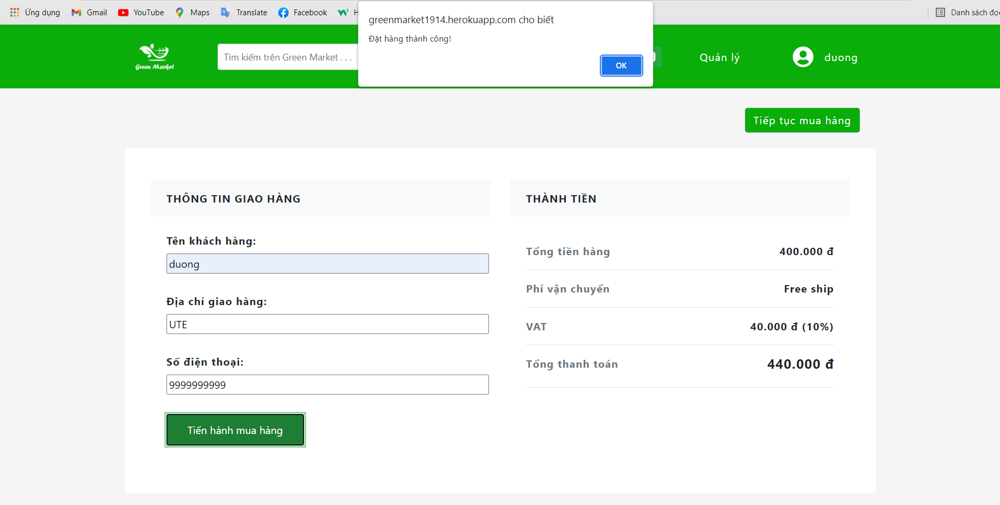 Ứng dụng Gmail YouTube Maps Translate Facebook Danh sách đọ
greenmarket1914.herokuapp.com cho biết
Đặt hàng thành công!
OK
Green Market
Tìm kiếm trên Green Market . . .
Quản lý
duong
Tiếp tục mua hàng
THÔNG TIN GIAO HÀNG
Tên khách hàng:
duong
Địa chỉ giao hàng:
UTE
Số điện thoại:
9999999999
Tiến hành mua hàng
THÀNH TIỀN
Tổng tiền hàng 400.000 đ
Phí vận chuyển Free ship
VAT 40.000 đ (10%)
Tổng thanh toán 440.000 đ